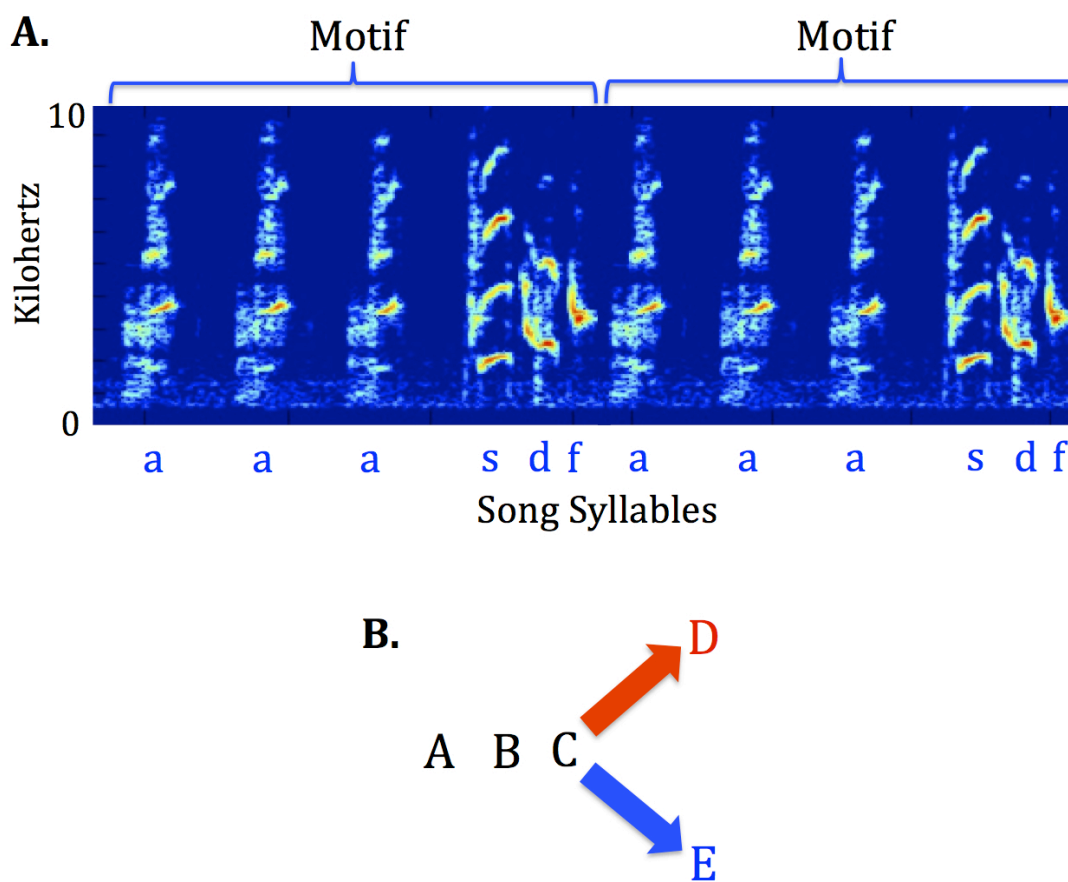 A.
Motif Motif
10
Kilohertz
0
a a a s d f a a a s d f
Song Syllables
B.
D
A B C
E